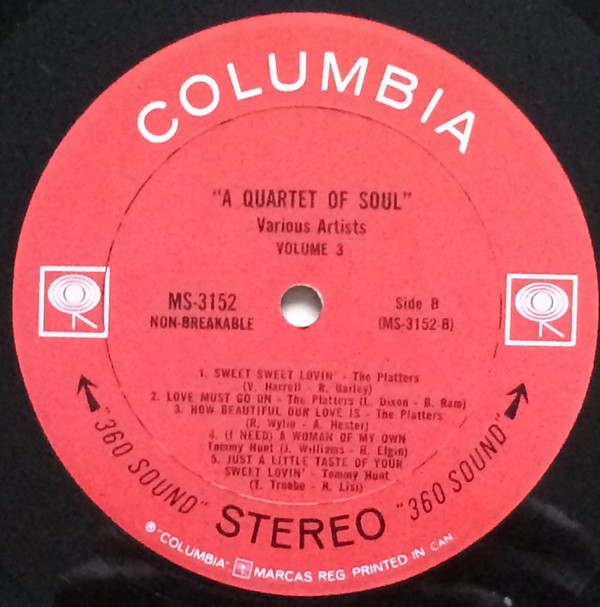 COLUMBIA
"A QUARTET OF SOUL"
Various Artists
VOLUME 3
MS-3152
NON-BREAKABLE
Side B
(MS-3152-B)
1. SWEET SWEET LOVIN' - The Platters
(V. Harrell - R. Bailey)
2. LOVE MUST GO ON - The Platters (L. Dixon - B. Ram)
3. HOW BEAUTIFUL OUR LOVE IS - The Platters
(R. Wylie - A. Hester)
4. (I NEED) A WOMAN OF MY OWN
Tommy Hunt (J. Williams - B. Elgin)
5. JUST A LITTLE TASTE OF YOUR
SWEET LOVIN' - Tommy Hunt
(T. - R. Lisi)
"360 SOUND" STEREO "360 SOUND"
® "COLUMBIA" MARCAS REG. PRINTED IN CAN.